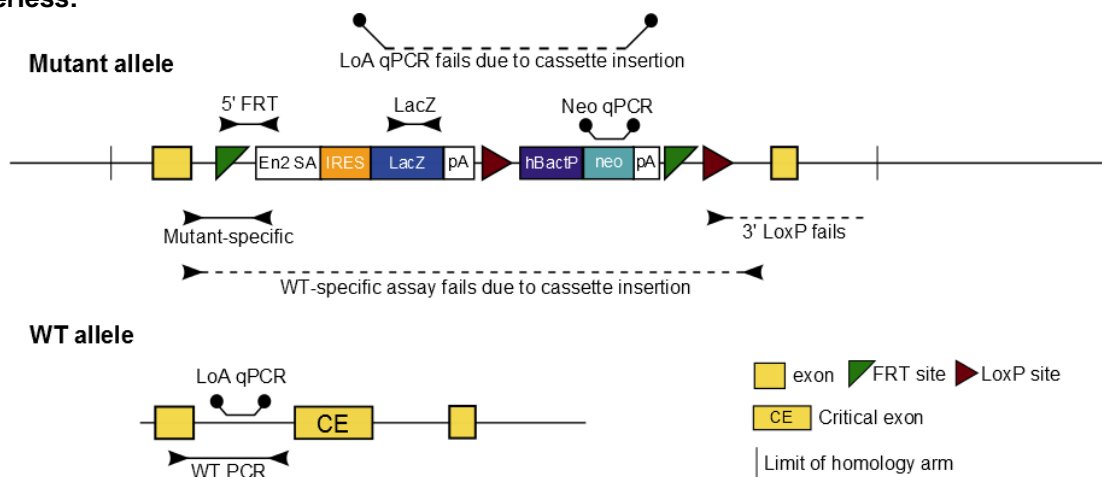 LoA qPCR fails due to cassette insertion
Mutant allele
5' FRT
LacZ
Neo qPCR
En2 SA IRES LacZ pA hBactP neo pA
Mutant-specific
3' LoxP fails
WT-specific assay fails due to cassette insertion
WT allele
LoA qPCR
CE
WT PCR
exon FRT site LoxP site
CE Critical exon
Limit of homology arm